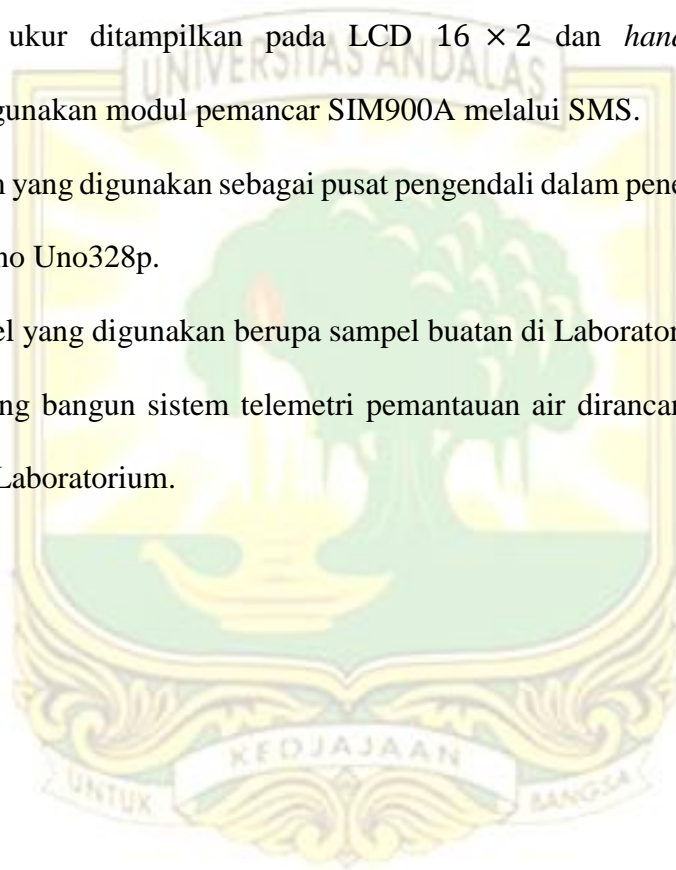 ukur ditampilkan pada LCD 16 × 2 dan hand
gunakan modul pemancar SIM900A melalui SMS.
n yang digunakan sebagai pusat pengendali dalam pene
no Uno328p.
el yang digunakan berupa sampel buatan di Laborator
ng bangun sistem telemetri pemantauan air dirancan
Laboratorium.
UNIVERSITAS ANDALAS
KEDJAJAAN
UNTUK
BANGSA